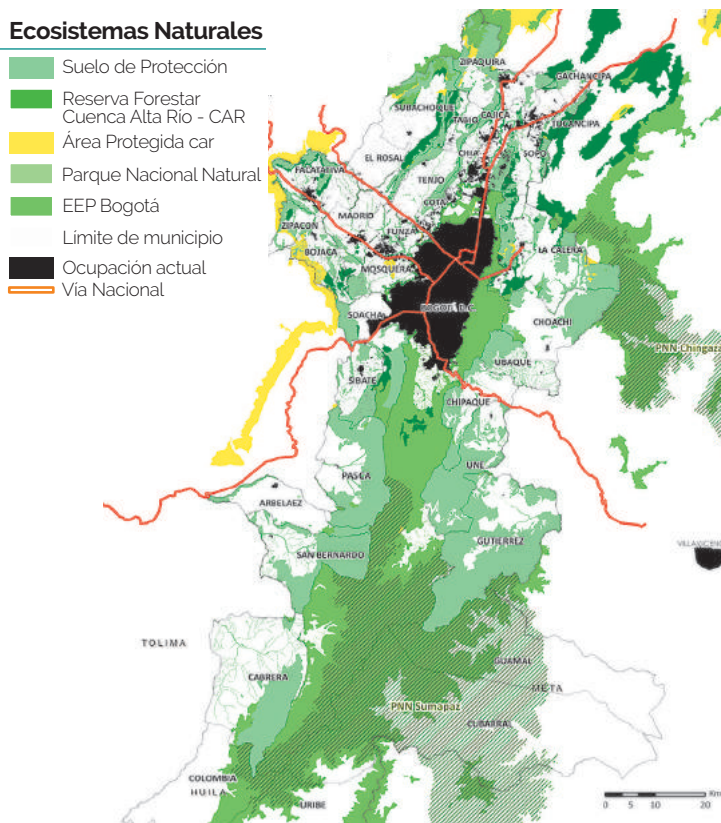 Ecosistemas Naturales
Suelo de Protección
Reserva Forestar
Cuenca Alta Río - CAR
Área Protegida car
Parque Nacional Natural
EEP Bogotá
Límite de municipio
Ocupación actual
Vía Nacional
ZIPAQUIRA
GACHANCIPA
SUBACHOQUE
TABIO
CAJICA
TOCANCIPA
EL ROSAL
CHIA
SOPO
FACATATIVA
TENJO
COTA
MADRID
ZIPACON
FUNZA
BOJACA
LA CALERA
MOSQUERA
BOGOTÁ D.C.
SOACHA
CHOACHI
PNN Chingaza
UBAQUE
SIBATE
CHIPAQUE
PASCA
UNE
ARBELAEZ
GUTIERREZ
SAN BERNARDO
TOLIMA
GUAMAL
CABRERA
META
PNN Sumapaz
CUBARRAL
COLOMBIA
HUILA
URIBE
Km
0 5 10 20